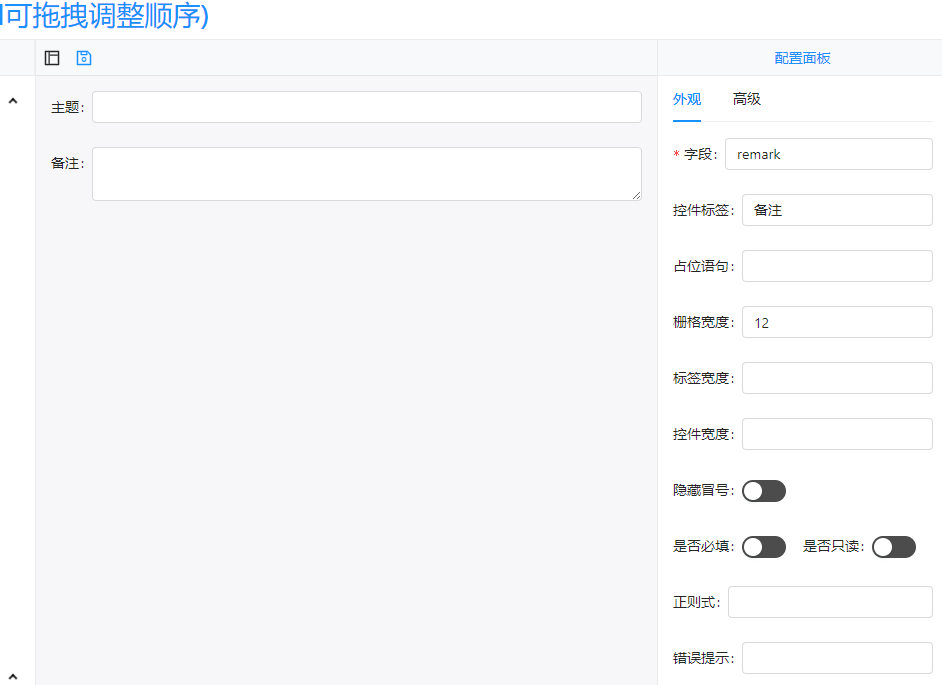 可拖拽调整顺序)
配置面板
主题:
备注:
外观 高级
* 字段: remark
控件标签: 备注
占位语句:
栅格宽度: 12
标签宽度:
控件宽度:
隐藏冒号:
是否必填: 是否只读:
正则式:
错误提示: